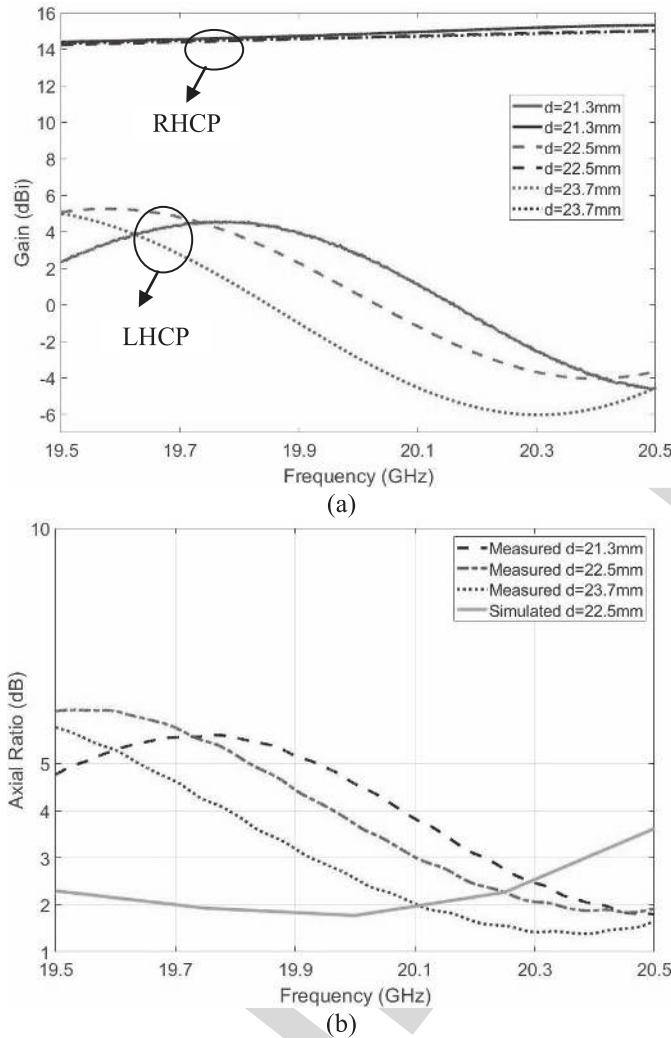 16
14
12
10
8
6
4
2
0
-2
-4
-6
Gain (dBi)
RHCP
LHCP
d=21.3mm
d=21.3mm
d=22.5mm
d=22.5mm
d=23.7mm
d=23.7mm
19.5 19.7 19.9 20.1 20.3 20.5
Frequency (GHz)
(a)
10
5
4
3
2
1
Axial Ratio (dB)
Measured d=21.3mm
Measured d=22.5mm
Measured d=23.7mm
Simulated d=22.5mm
19.5 19.7 19.9 20.1 20.3 20.5
Frequency (GHz)
(b)